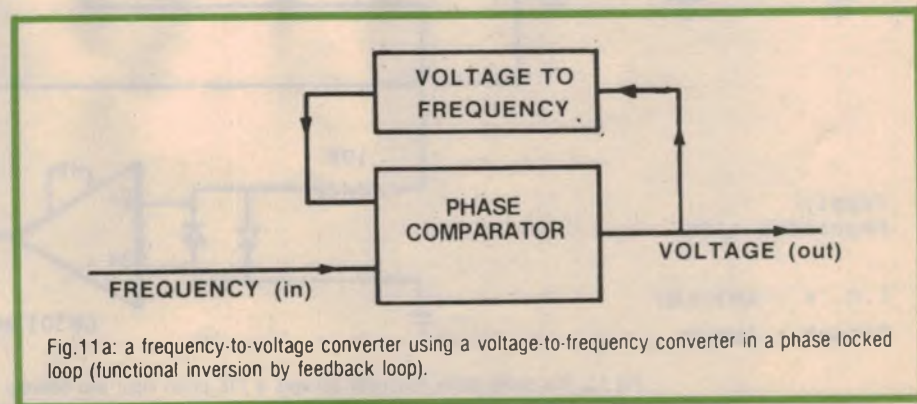 VOLTAGE TO
FREQUENCY
PHASE
COMPARATOR
VOLTAGE (out)
FREQUENCY (in)
Fig.11a: a frequency-to-voltage converter using a voltage-to-frequency converter in a phase locked
loop (functional inversion by feedback loop).